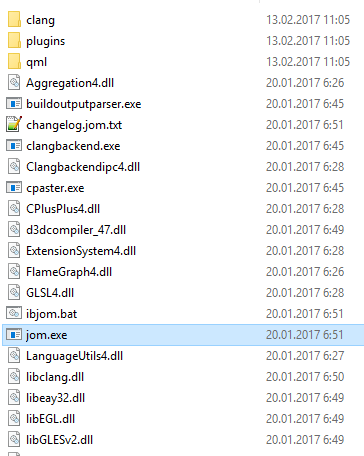 clang 13.02.2017 11:05
plugins 13.02.2017 11:05
qml 13.02.2017 11:05
Aggregation4.dll 20.01.2017 6:26
buildoutputparser.exe 20.01.2017 6:45
changelog.jom.txt 20.01.2017 6:51
clangbackend.exe 20.01.2017 6:45
Clangbackendipc4.dll 20.01.2017 6:28
cpaster.exe 20.01.2017 6:45
CPlusPlus4.dll 20.01.2017 6:28
d3dcompiler_47.dll 20.01.2017 6:49
ExtensionSystem4.dll 20.01.2017 6:28
FlameGraph4.dll 20.01.2017 6:26
GLSL4.dll 20.01.2017 6:28
ibjom.bat 20.01.2017 6:51
jom.exe 20.01.2017 6:51
LanguageUtils4.dll 20.01.2017 6:27
libclang.dll 20.01.2017 6:50
libeay32.dll 20.01.2017 6:49
libEGL.dll 20.01.2017 6:49
libGLESv2.dll 20.01.2017 6:49